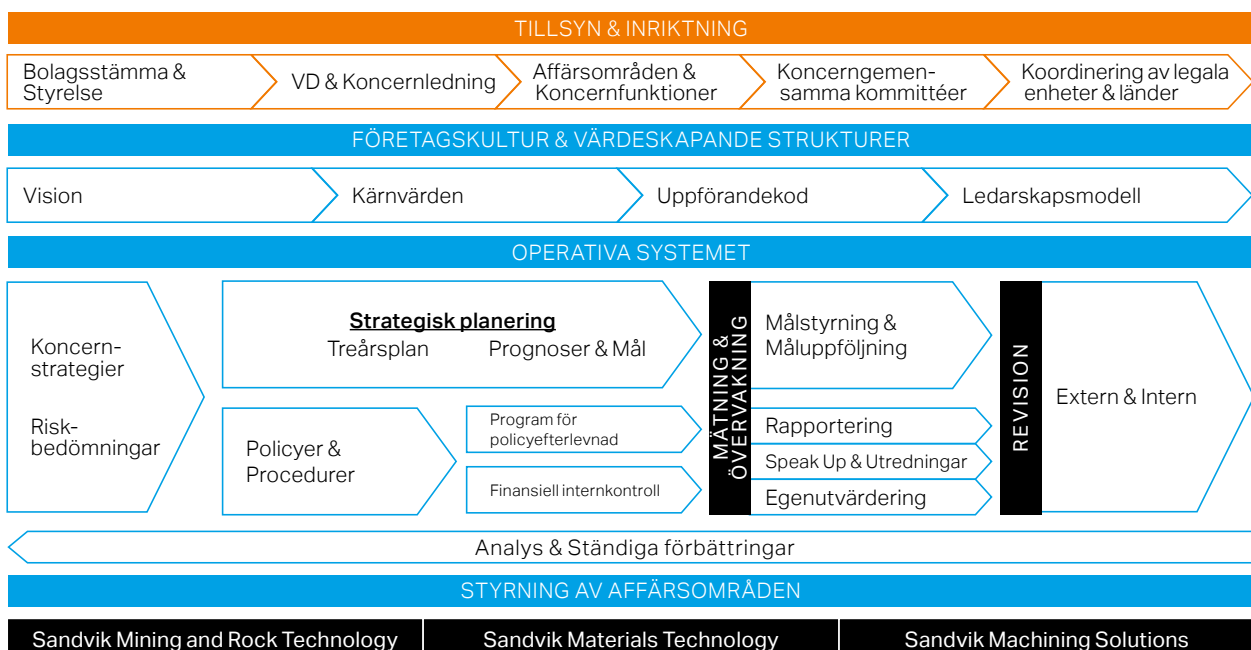 TILLSYN & INRIKTNING
Bolagsstämma &
Styrelse
VD & Koncernledning
Affärsområden &
Koncernfunktioner
Koncerngemen-
samma kommittéer
Koordinering av legala
enheter & länder
FÖRETAGSKULTUR & VÄRDESKAPANDE STRUKTURER
Vision
Kärnvärden
Uppförandekod
Ledarskapsmodell
OPERATIVA SYSTEMET
Koncern-
strategier
Risk-
bedömningar
Strategisk planering
Treårsplan
Prognoser & Mål
Policyer &
Procedurer
Program för
policyefterlevnad
Finansiell internkontroll
MÄTNING &
ÖVERVAKNING
Målstyrning &
Måluppföljning
Rapportering
Speak Up & Utredningar
Egenutvärdering
REVISION
Extern & Intern
Analys & Ständiga förbättringar
STYRNING AV AFFÄRSOMRÅDEN
Sandvik Mining and Rock Technology
Sandvik Materials Technology
Sandvik Machining Solutions